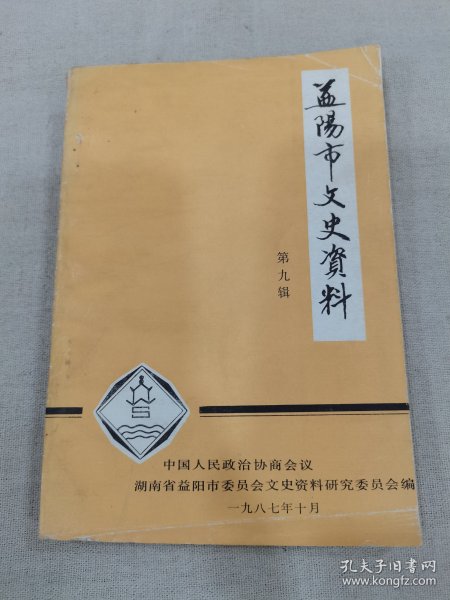 益陽市文史資料
第九辑
中国人民政治协商会议
湖南省益阳市委员会文史资料研究委员会编
一九八七年十月
孔夫子旧书网
www.kongfz.com